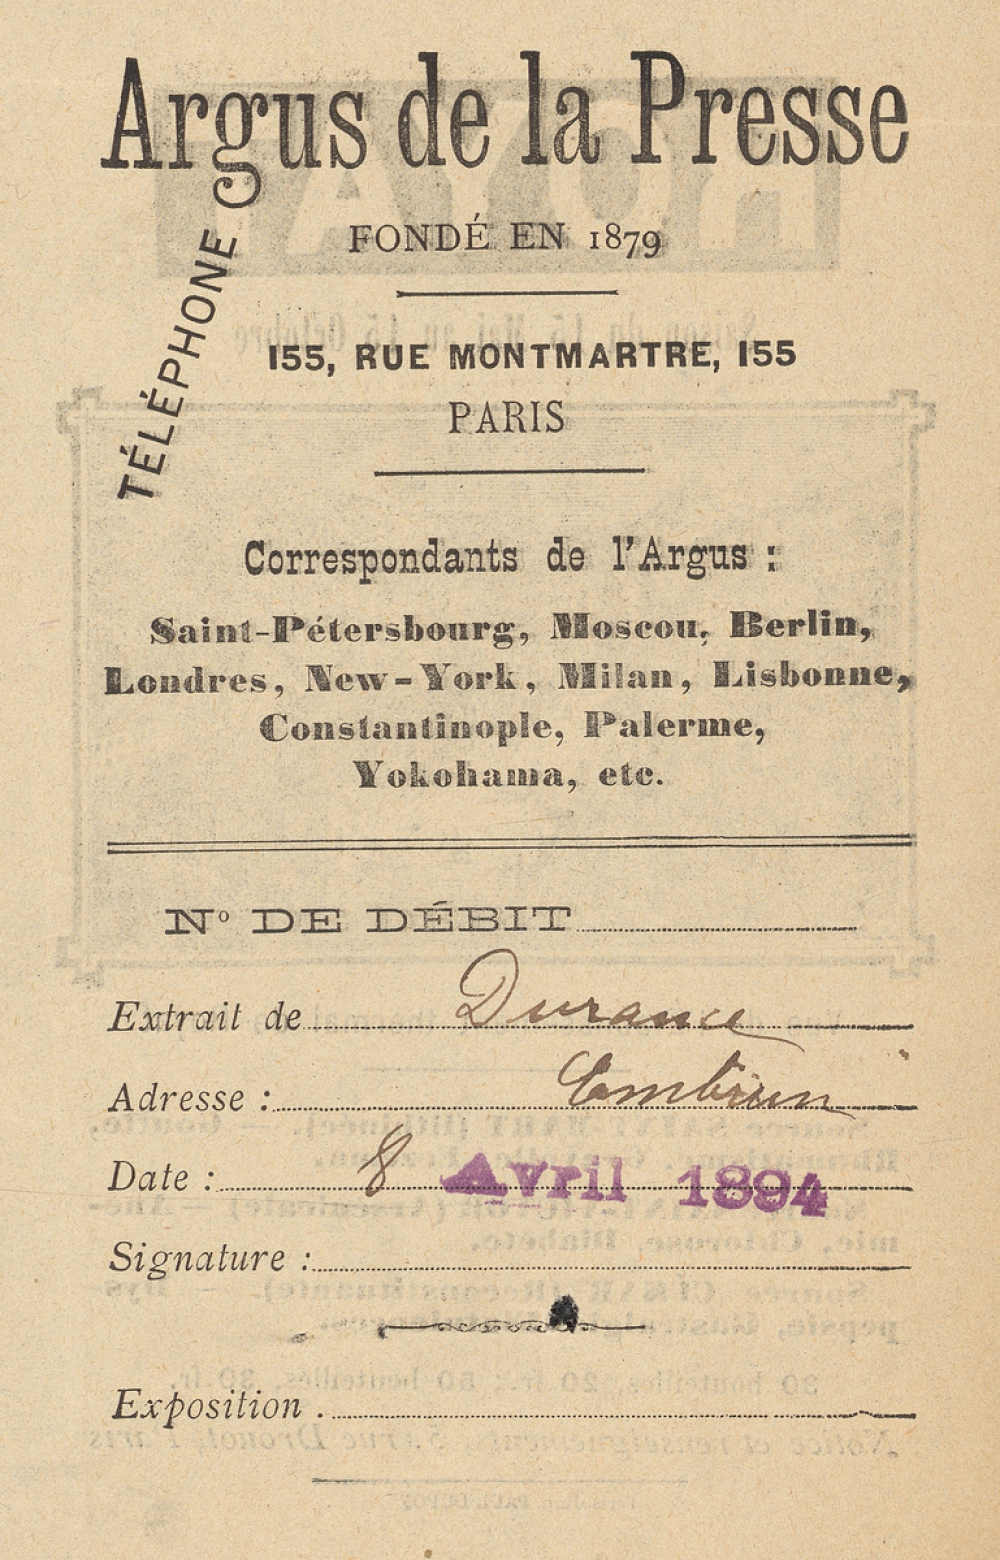 Argus de la Presse
FONDÉ EN 1879
TÉLÉPHONE
155, RUE MONTMARTRE, 155
PARIS
Correspondants de l'Argus :
Saint-Pétersbourg, Moscou, Berlin,
Londres, New-York, Milan, Lisbonne,
Constantinople, Palerme,
Yokohama, etc.
N° DE DÉBIT
Extrait de Durance
Adresse : Embrun
Date : 8 Avril 1894
Signature :
Exposition .